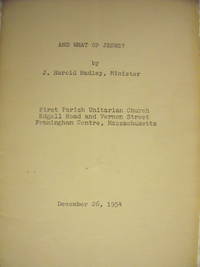 AND WHAT OF JESUS?
by
J. Harold Hadley, Minister
First Parish Unitarian Church
Edgell Road and Vernon Street
Framingham Centre, Massachusetts
December 26, 1954